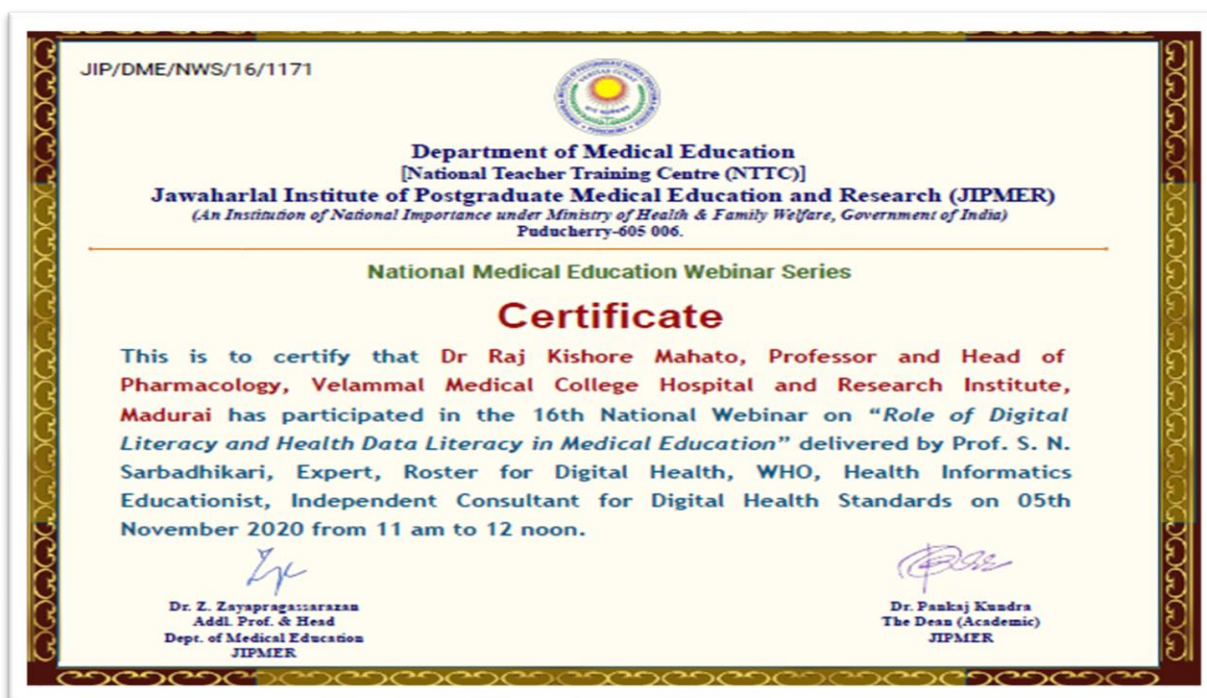 JIP/DME/NWS/16/1171
Department of Medical Education
[National Teacher Training Centre (NTTC)]
Jawaharlal Institute of Postgraduate Medical Education and Research (JIPMER)
(An Institution of National Importance under Ministry of Health & Family Welfare, Government of India)
Puducherry-605 006.
National Medical Education Webinar Series
Certificate
This is to certify that Dr Raj Kishore Mahato, Professor and Head of
Pharmacology, Velammal Medical College Hospital and Research Institute,
Madurai has participated in the 16th National Webinar on “Role of Digital
Literacy and Health Data Literacy in Medical Education” delivered by Prof. S. N.
Sarbadhikari, Expert, Roster for Digital Health, WHO, Health Informatics
Educationist, Independent Consultant for Digital Health Standards on 05th
November 2020 from 11 am to 12 noon.
Dr. Z. Zayapragassarazan
Addl. Prof. & Head
Dept. of Medical Education
JIPMER
Dr. Pankaj Kundra
The Dean (Academic)
JIPMER